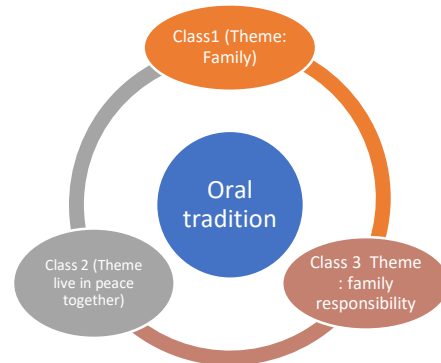 Class1 (Theme:
Family)
Oral
tradition
Class 2 (Theme
live in peace
together)
Class 3 Theme
: family
responsibility